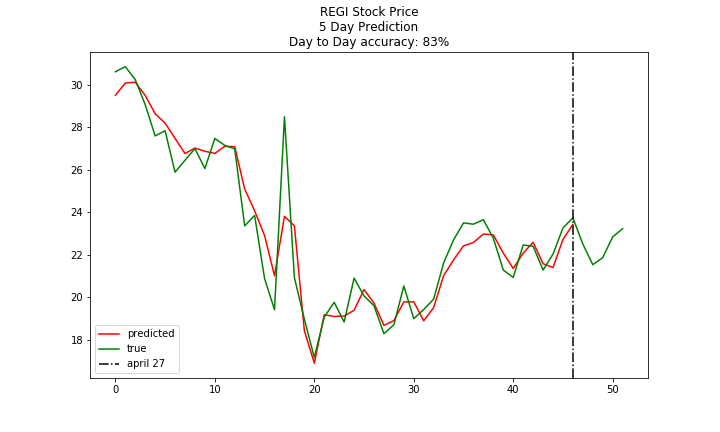 REGI Stock Price
5 Day Prediction
Day to Day accuracy: 83%
30
28
26
24
22
20
18
predicted
true
april 27
0
10
20
30
40
50